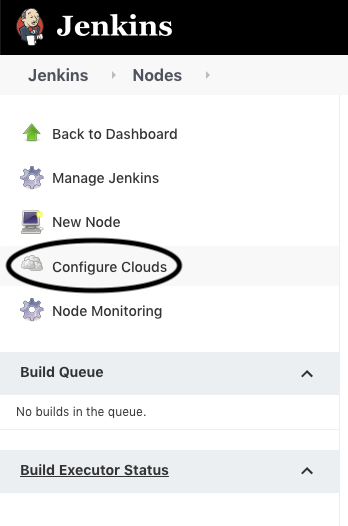 Jenkins
Jenkins Nodes
Back to Dashboard
Manage Jenkins
New Node
Configure Clouds
Node Monitoring
Build Queue
No builds in the queue.
Build Executor Status